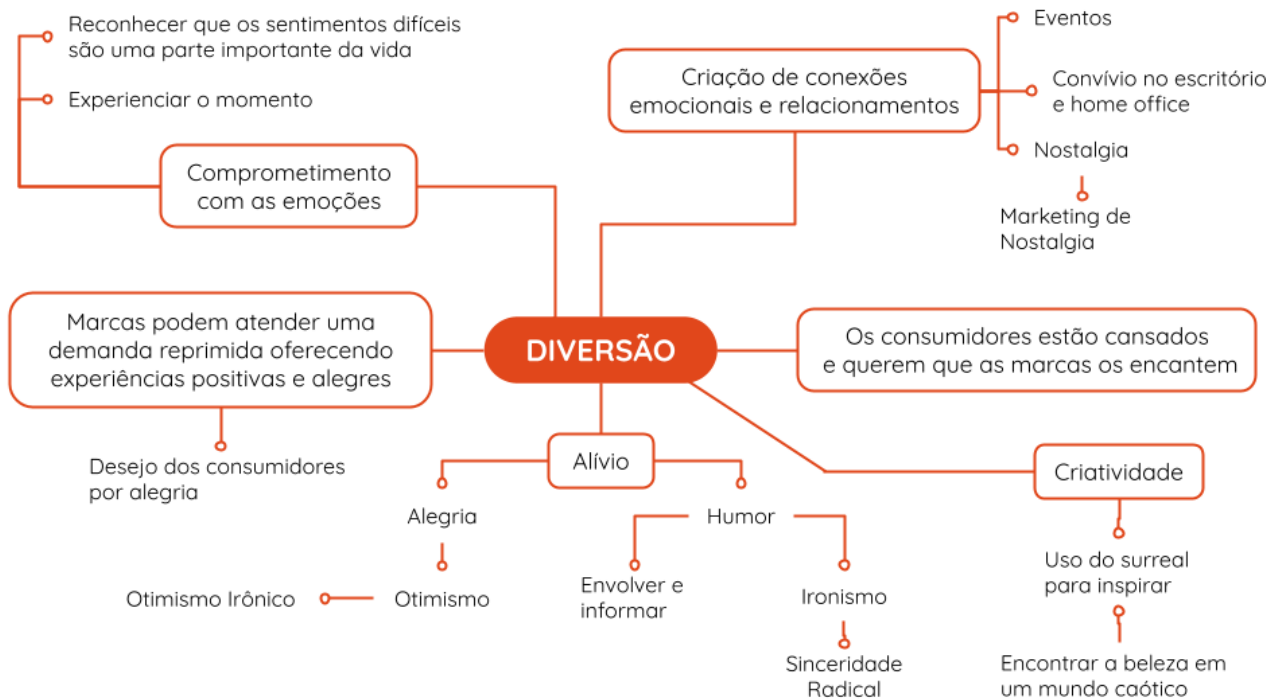 Reconhecer que os sentimentos difíceis
são uma parte importante da vida
Experienciar o momento
Comprometimento
com as emoções
Criação de conexões
emocionais e relacionamentos
Eventos
Convívio no escritório
e home office
Nostalgia
Marketing de
Nostalgia
Marcas podem atender uma
demanda reprimida oferecendo
experiências positivas e alegres
Desejo dos consumidores
por alegria
DIVERSÃO
Os consumidores estão cansados
e querem que as marcas os encantem
Alívio
Alegria
Otimismo
Otimismo Irônico
Humor
Envolver e
informar
Ironismo
Sinceridade
Radical
Criatividade
Uso do surreal
para inspirar
Encontrar a beleza em
um mundo caótico